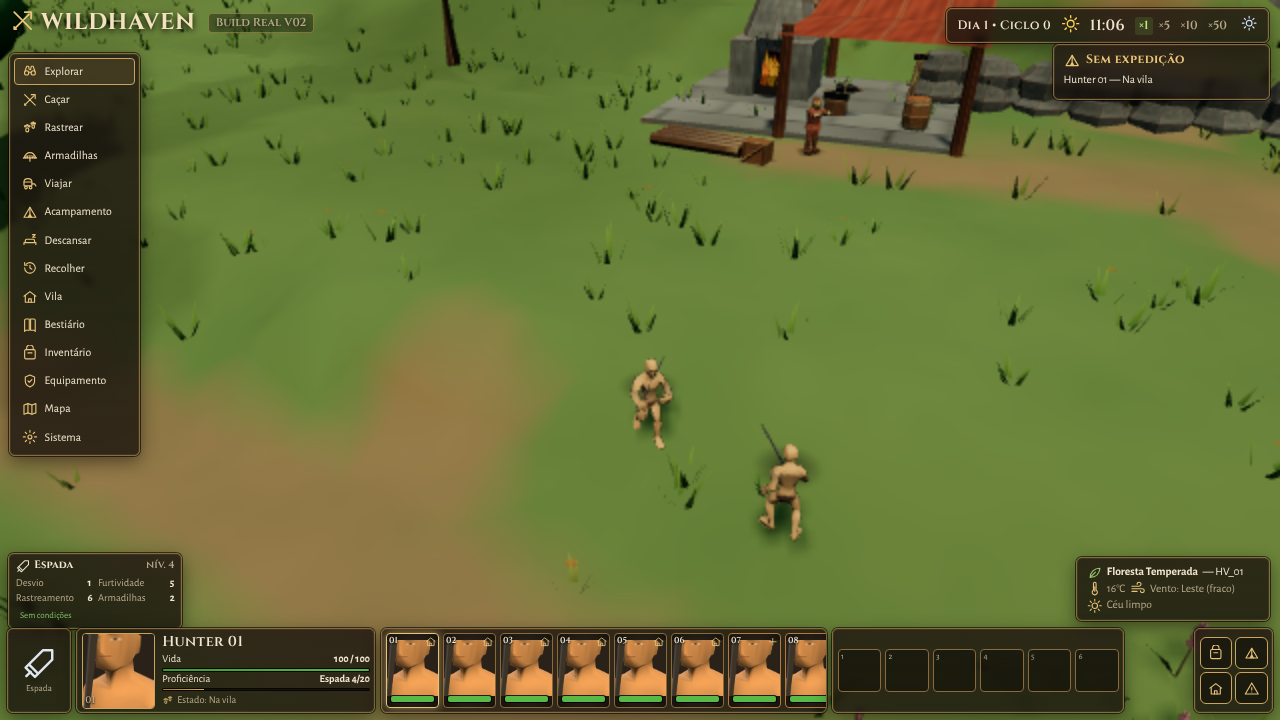 WILDHAVEN
BUILD REAL V02
DIA 1 • CICLO 0
11:06
×1 ×5 ×10 ×50
SEM EXPEDIÇÃO
Hunter 01 — Na vila
Explorar
Caçar
Rastrear
Armadilhas
Viajar
Acampamento
Descansar
Recolher
Vila
Bestiário
Inventário
Equipamento
Mapa
Sistema
ESPADA NÍV. 4
Desvio 1 Furtividade 5
Rastreamento 6 Armadilhas 2
Sem condições
Floresta Temperada — HV_01
16°C Vento: Leste (fraco)
Céu limpo
Espada
01
HUNTER 01
Vida 100 / 100
Proficiência Espada 4/20
Estado: Na vila
01 02 03 04 05 06 07 08
1 2 3 4 5 6